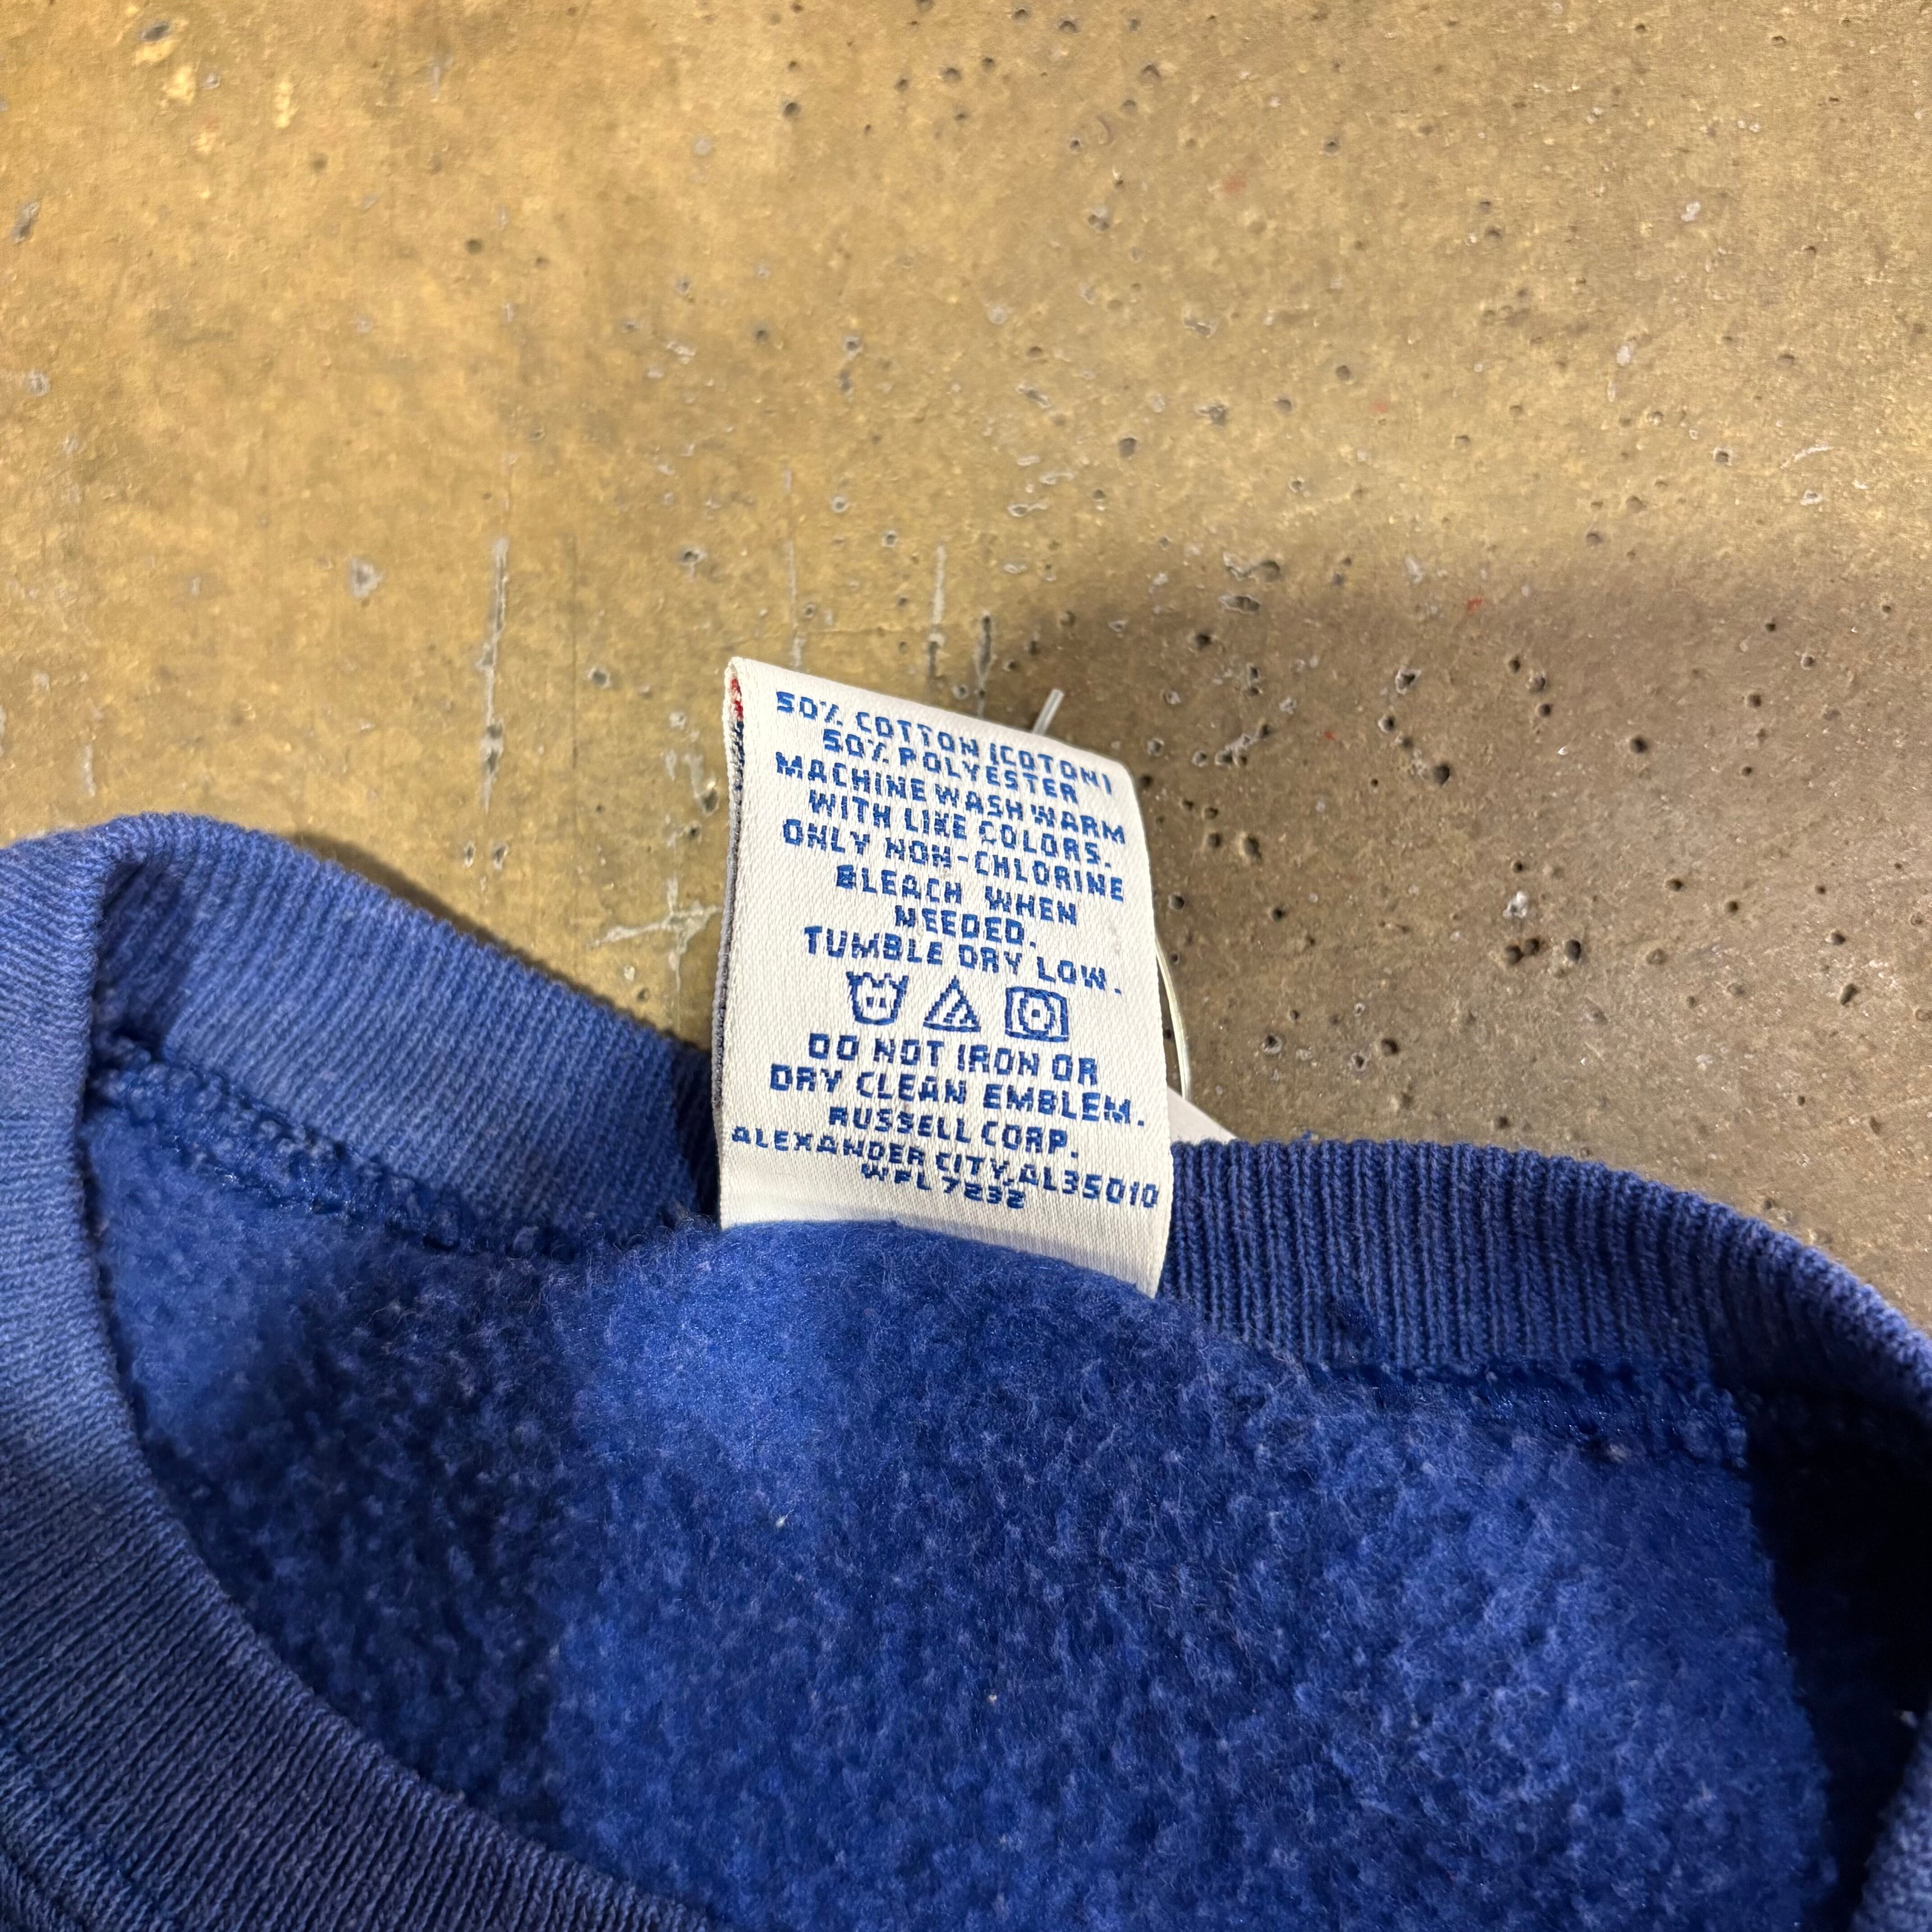 50% COTTON (COTON)
50% POLYESTER
MACHINE WASH WARM
WITH LIKE COLORS.
ONLY NON-CHLORINE
BLEACH WHEN
NEEDED.
TUMBLE DRY LOW.
DO NOT IRON OR
DRY CLEAN EMBLEM.
RUSSELL CORP.
ALEXANDER CITY, AL35010
WPL 7232